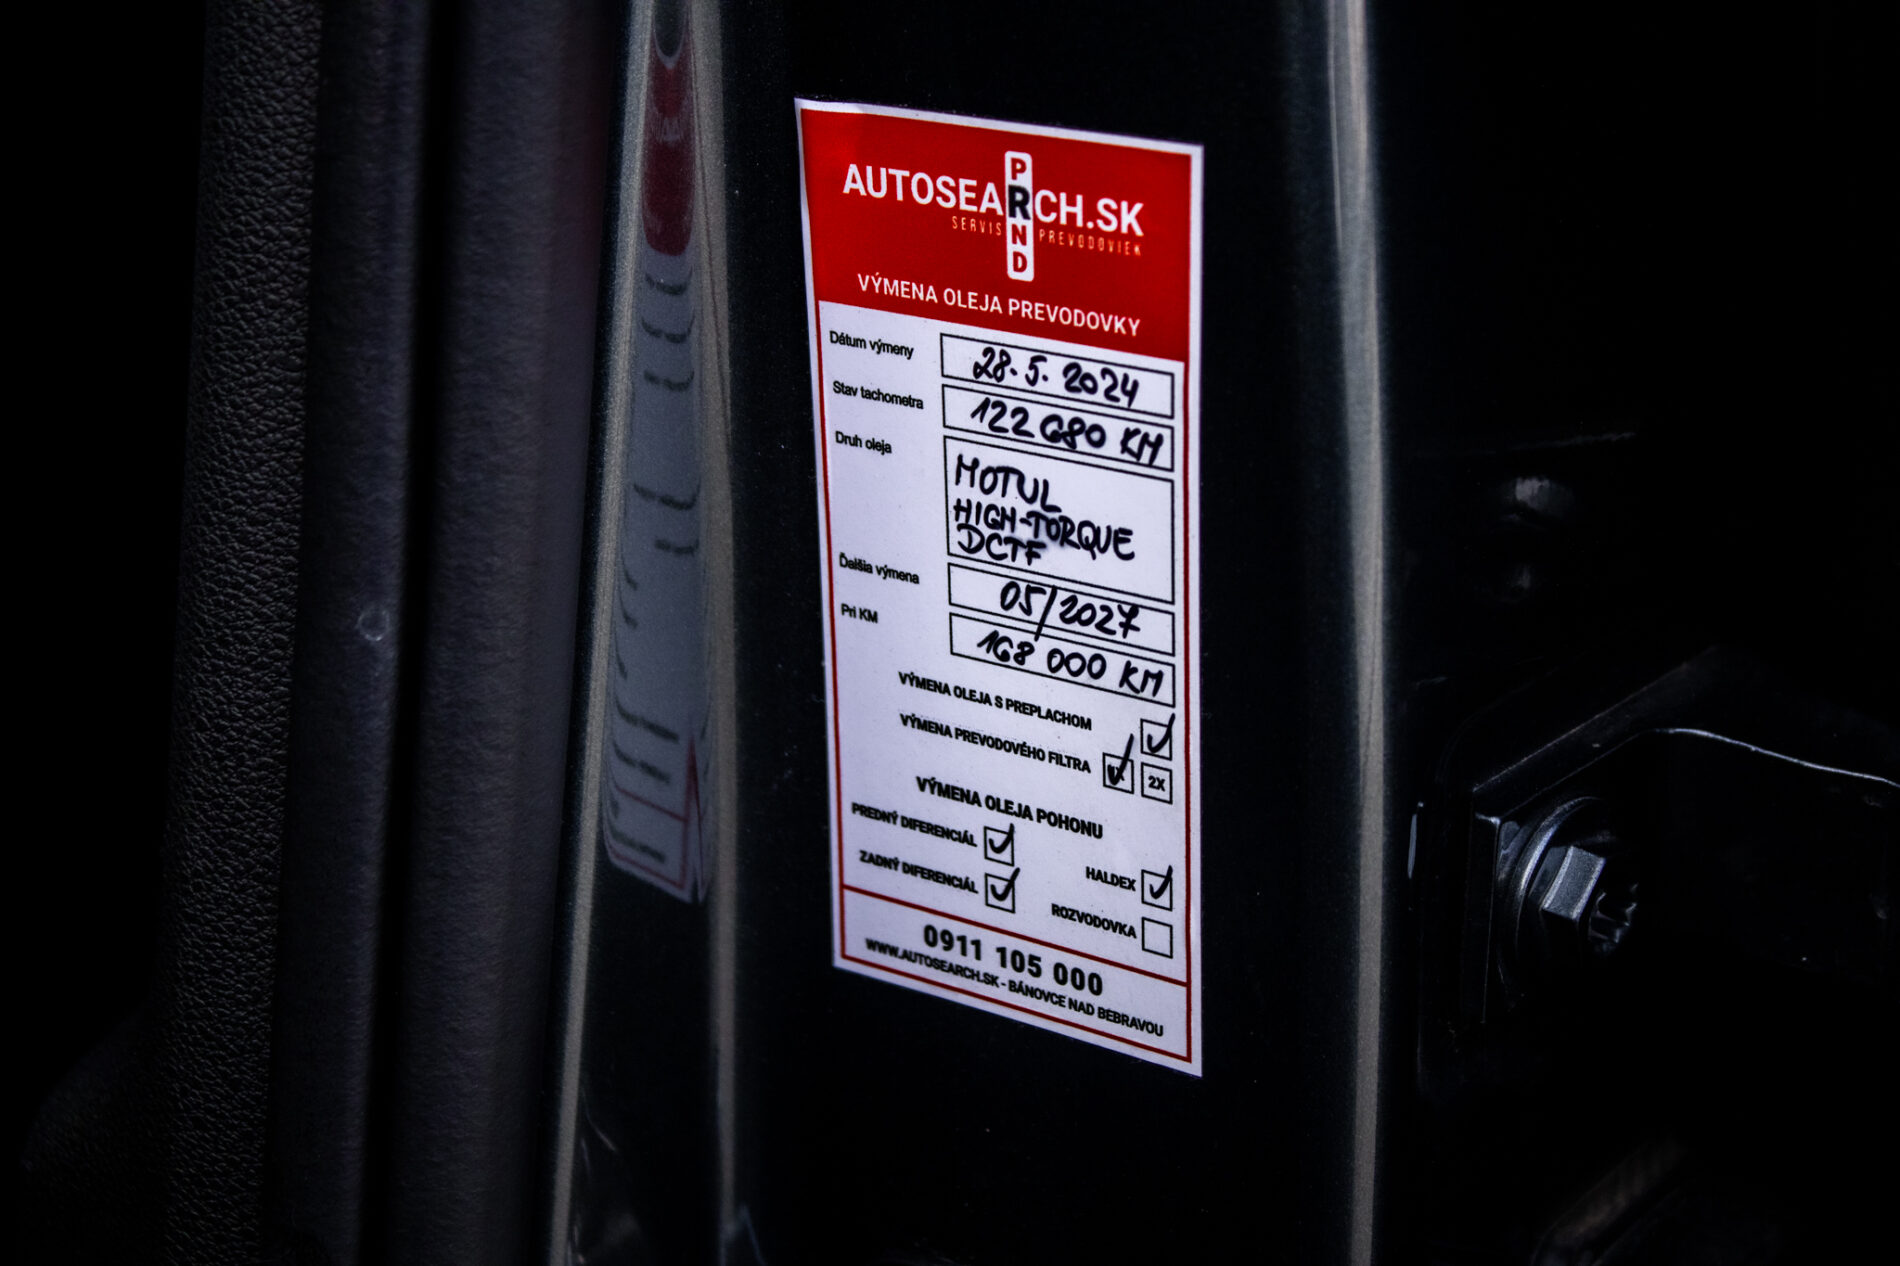 AUTOSEARCH.SK
P
R
N
D
SERVIS PREVODOVIEK
VÝMENA OLEJA PREVODOVKY
Dátum výmeny 28.5.2024
Stav tachometra 122 680 KM
Druh oleja MOTUL
HIGH-TORQUE
DCTF
Ďalšia výmena 05/2027
Pri KM 168 000 KM
VÝMENA OLEJA S PREPLACHOM
VÝMENA PREVODOVÉHO FILTRA 2X
VÝMENA OLEJA POHONU
PREDNÝ DIFERENCIÁL HALDEX
ZADNÝ DIFERENCIÁL ROZVODOVKA
0911 105 000
WWW.AUTOSEARCH.SK - BÁNOVCE NAD BEBRAVOU